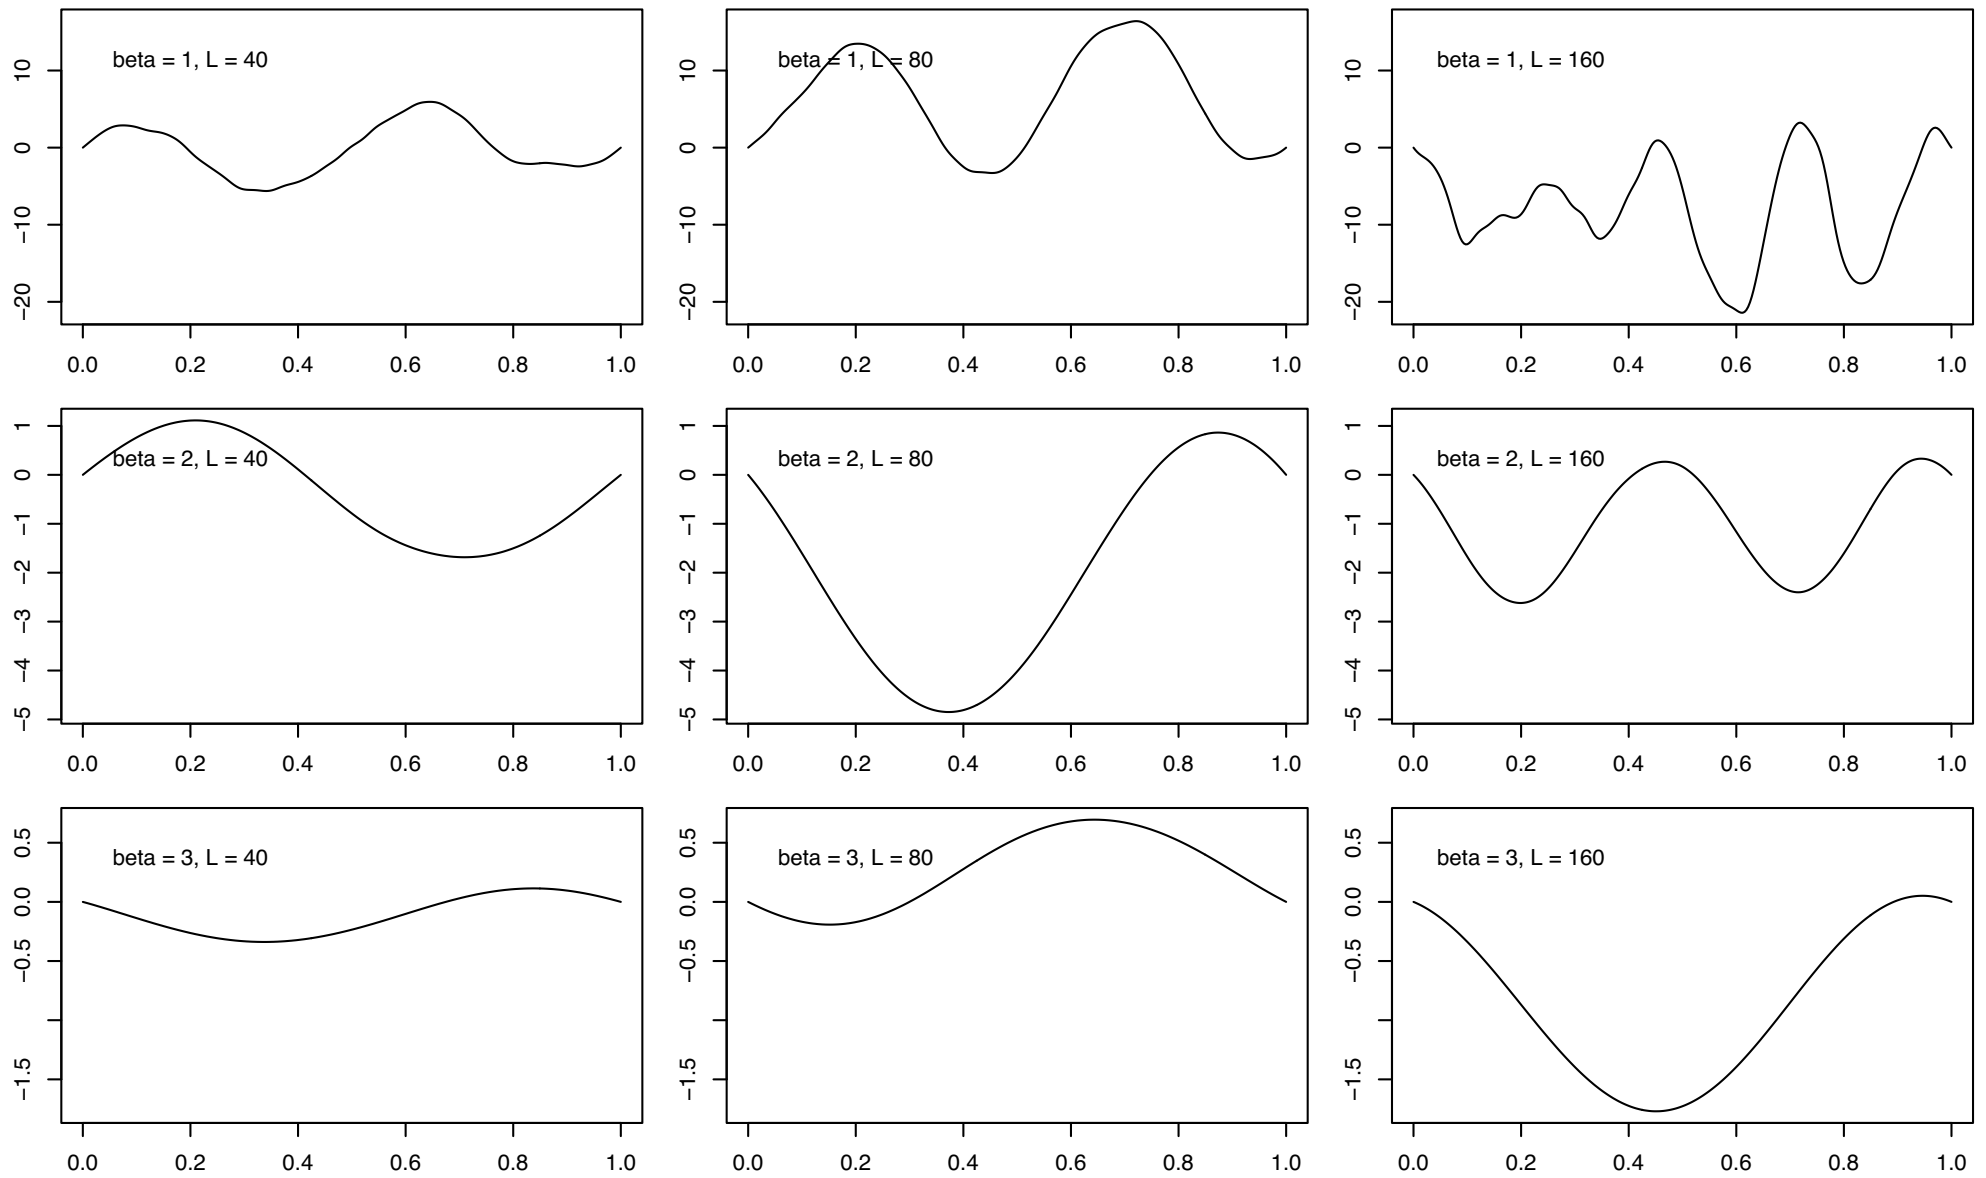 beta = 1, L = 40
10
0
−10
−20
0.0 0.2 0.4 0.6 0.8 1.0
beta = 1, L = 80
10
0
−10
−20
0.0 0.2 0.4 0.6 0.8 1.0
beta = 1, L = 160
10
0
−10
−20
0.0 0.2 0.4 0.6 0.8 1.0
beta = 2, L = 40
1
0
−1
−2
−3
−4
−5
0.0 0.2 0.4 0.6 0.8 1.0
beta = 2, L = 80
1
0
−1
−2
−3
−4
−5
0.0 0.2 0.4 0.6 0.8 1.0
beta = 2, L = 160
1
0
−1
−2
−3
−4
−5
0.0 0.2 0.4 0.6 0.8 1.0
beta = 3, L = 40
0.5
0.0
−0.5
−1.5
0.0 0.2 0.4 0.6 0.8 1.0
beta = 3, L = 80
0.5
0.0
−0.5
−1.5
0.0 0.2 0.4 0.6 0.8 1.0
beta = 3, L = 160
0.5
0.0
−0.5
−1.5
0.0 0.2 0.4 0.6 0.8 1.0